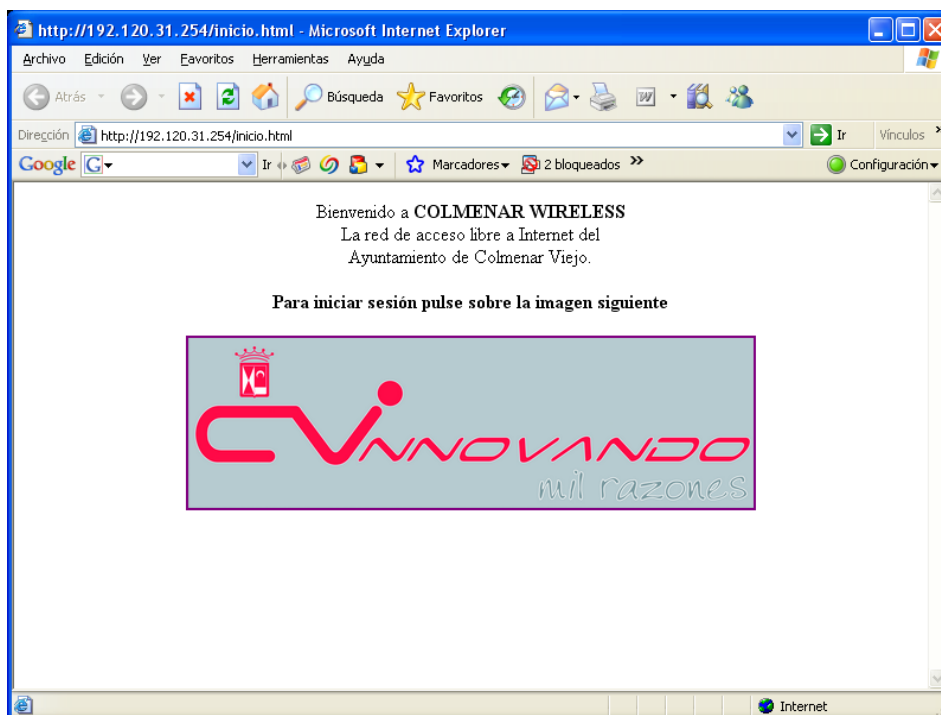 http://192.120.31.254/inicio.html - Microsoft Internet Explorer
Archivo Edición Ver Favoritos Herramientas Ayuda
Atrás Búsqueda Favoritos
Dirección http://192.120.31.254/inicio.html Ir Vínculos »
Google G Ir Marcadores 2 bloqueados » Configuración
Bienvenido a COLMENAR WIRELESS
La red de acceso libre a Internet del
Ayuntamiento de Colmenar Viejo.
Para iniciar sesión pulse sobre la imagen siguiente
CVINNOVANDO
mil razones
Internet